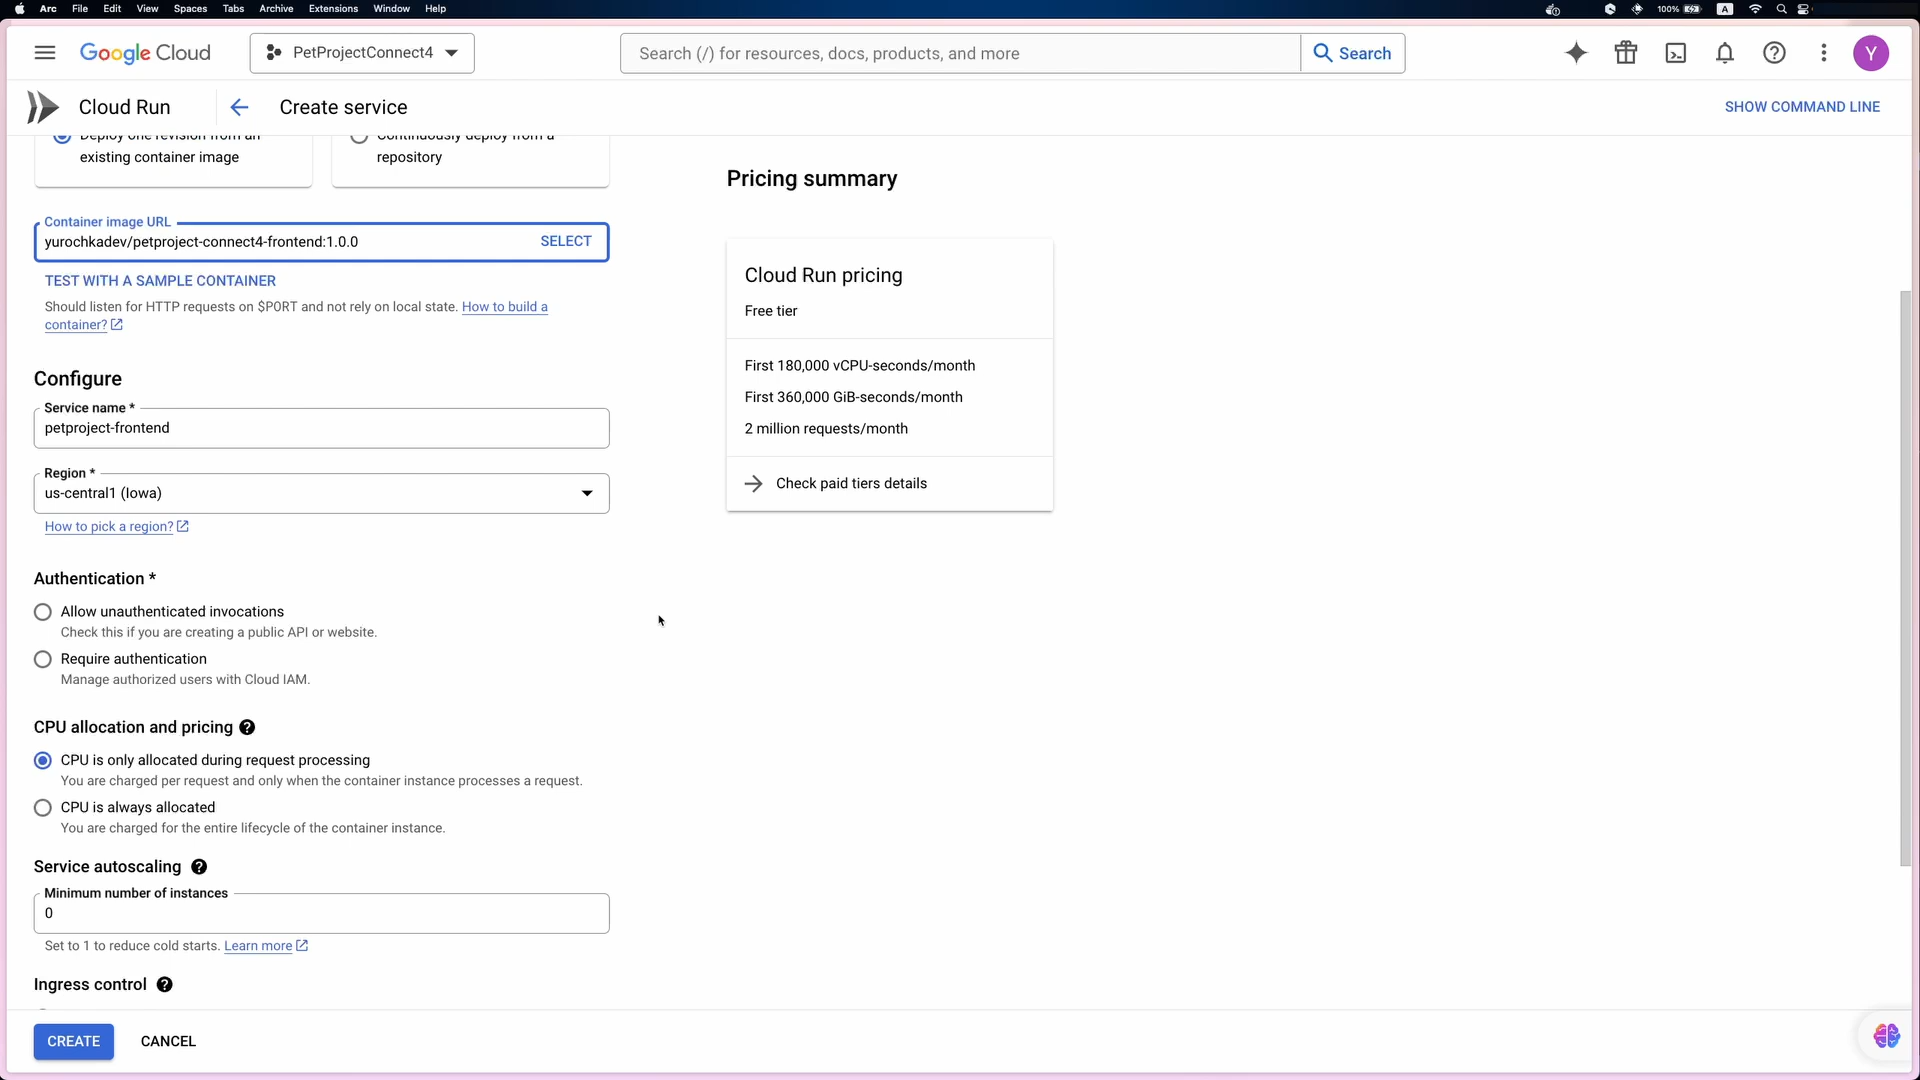 Arc File Edit View Spaces Tabs Archive Extensions Window Help 100% A
Google Cloud PetProjectConnect4 Search (/) for resources, docs, products, and more Search Y
Cloud Run Create service SHOW COMMAND LINE
Deploy one revision from an
existing container image
Continuously deploy from a
repository
Container image URL
yurochkadev/petproject-connect4-frontend:1.0.0 SELECT
TEST WITH A SAMPLE CONTAINER
Should listen for HTTP requests on $PORT and not rely on local state. How to build a
container?
Configure
Service name *
petproject-frontend
Region *
us-central1 (Iowa)
How to pick a region?
Authentication *
Allow unauthenticated invocations
Check this if you are creating a public API or website.
Require authentication
Manage authorized users with Cloud IAM.
CPU allocation and pricing
CPU is only allocated during request processing
You are charged per request and only when the container instance processes a request.
CPU is always allocated
You are charged for the entire lifecycle of the container instance.
Service autoscaling
Minimum number of instances
0
Set to 1 to reduce cold starts. Learn more
Ingress control
CREATE CANCEL
Pricing summary
Cloud Run pricing
Free tier
First 180,000 vCPU-seconds/month
First 360,000 GiB-seconds/month
2 million requests/month
Check paid tiers details